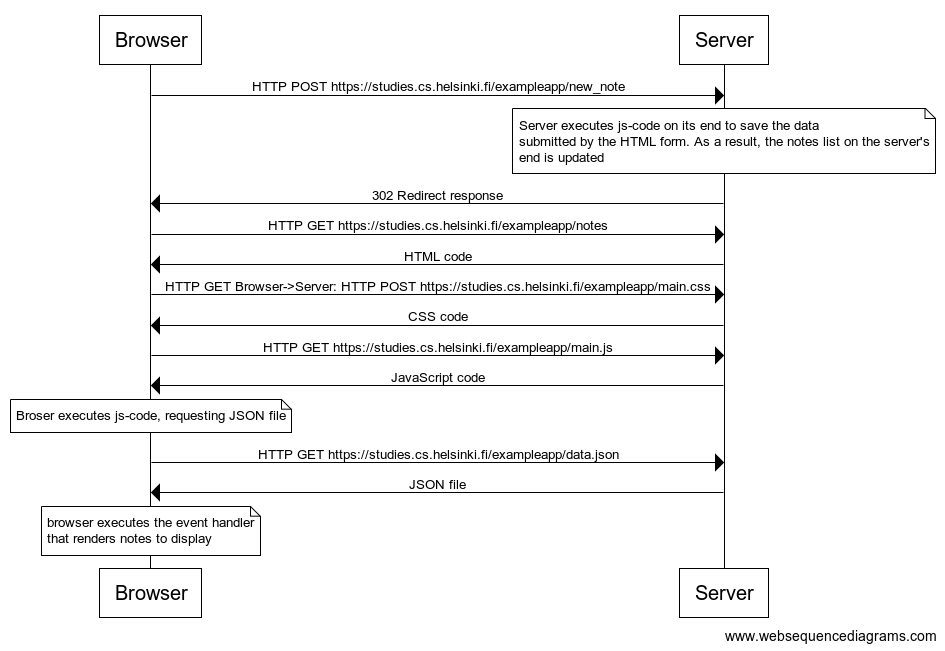 Browser
Server
HTTP POST https://studies.cs.helsinki.fi/exampleapp/new_note
Server executes js-code on its end to save the data
submitted by the HTML form. As a result, the notes list on the server's
end is updated
302 Redirect response
HTTP GET https://studies.cs.helsinki.fi/exampleapp/notes
HTML code
HTTP GET Browser->Server: HTTP POST https://studies.cs.helsinki.fi/exampleapp/main.css
CSS code
HTTP GET https://studies.cs.helsinki.fi/exampleapp/main.js
JavaScript code
Broser executes js-code, requesting JSON file
HTTP GET https://studies.cs.helsinki.fi/exampleapp/data.json
JSON file
browser executes the event handler
that renders notes to display
Browser
Server
www.websequencediagrams.com